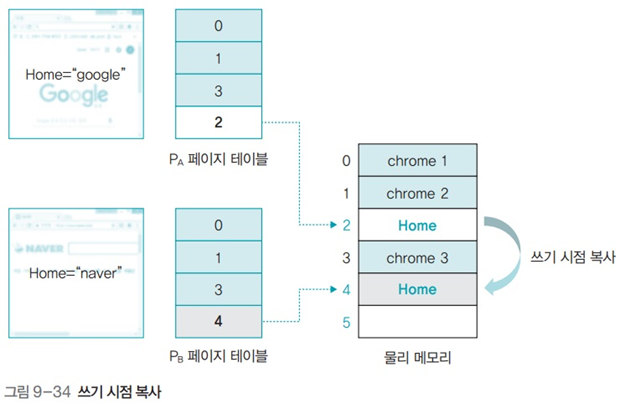 Home="google"
Google
0
1
3
2
PA 페이지 테이블
NAVER
Home="naver"
0
1
3
4
PB 페이지 테이블
0 chrome 1
1 chrome 2
2 Home
3 chrome 3
4 Home
5
물리 메모리
쓰기 시점 복사
그림 9-34 쓰기 시점 복사